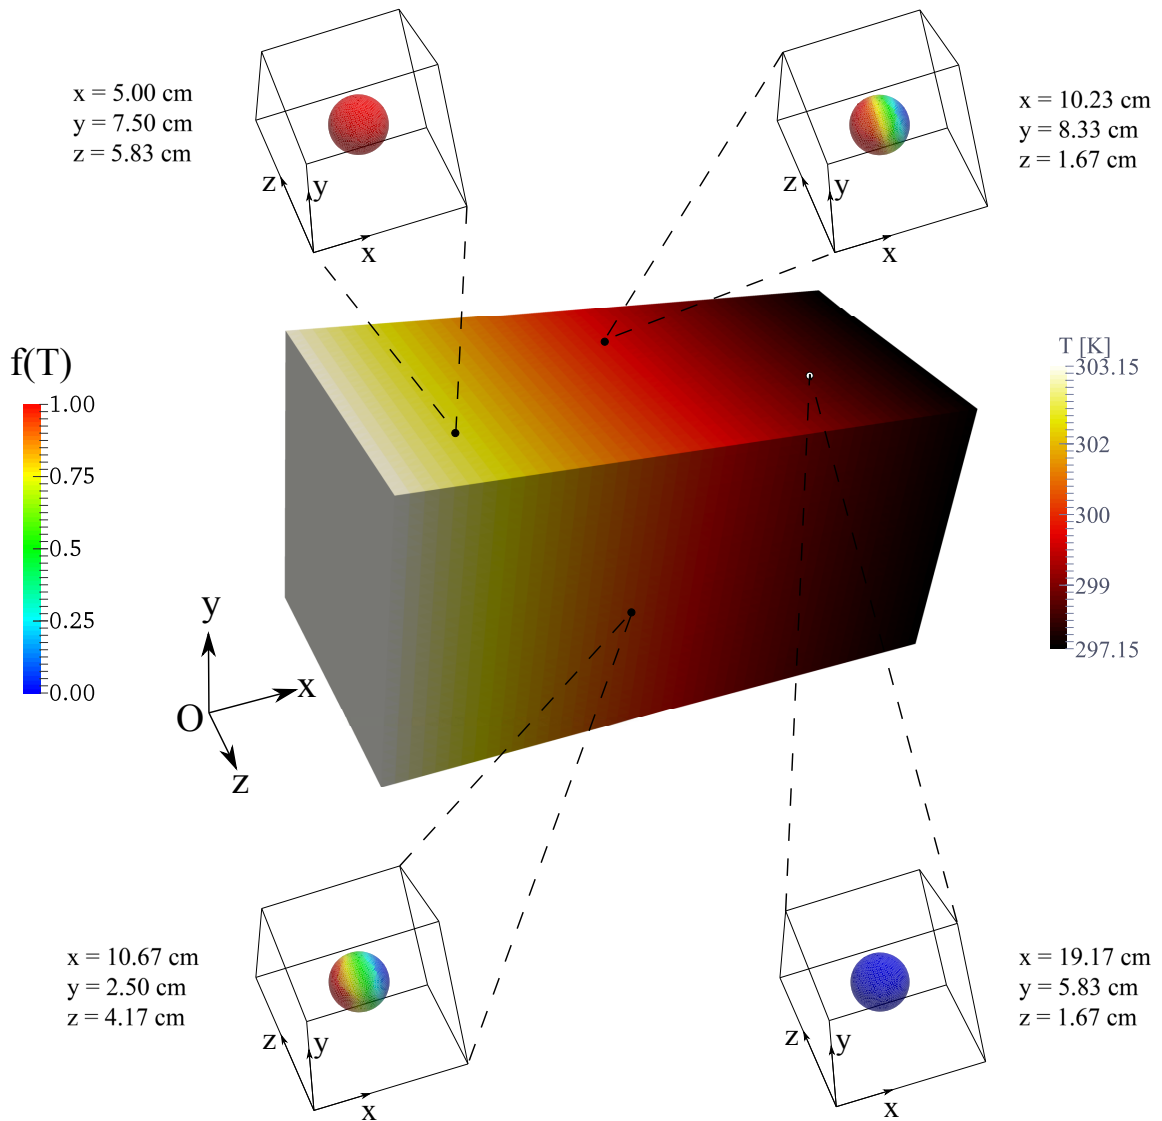 x = 5.00 cm
y = 7.50 cm
z = 5.83 cm
z
y
x
x = 10.23 cm
y = 8.33 cm
z = 1.67 cm
z
y
x
f(T)
1.00
0.75
0.5
0.25
0.00
T [K]
303.15
302
300
299
297.15
y
x
O
z
x = 10.67 cm
y = 2.50 cm
z = 4.17 cm
z
y
x
x = 19.17 cm
y = 5.83 cm
z = 1.67 cm
z
y
x